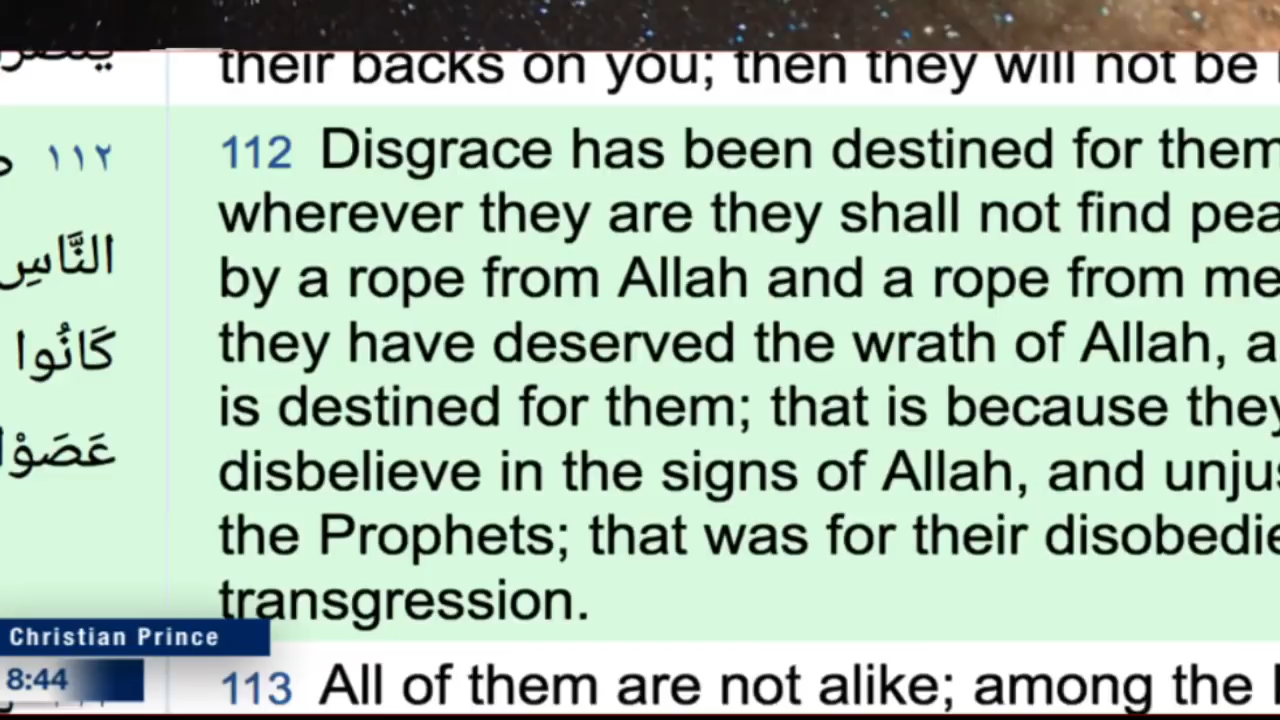 their backs on you; then they will not be
١١٢
112 Disgrace has been destined for them
wherever they are they shall not find pea
النَّاسِ
by a rope from Allah and a rope from me
كَانُوا
they have deserved the wrath of Allah, a
is destined for them; that is because they
عَصَوْا
disbelieve in the signs of Allah, and unjus
the Prophets; that was for their disobedie
transgression.
Christian Prince
8:44
113 All of them are not alike; among the